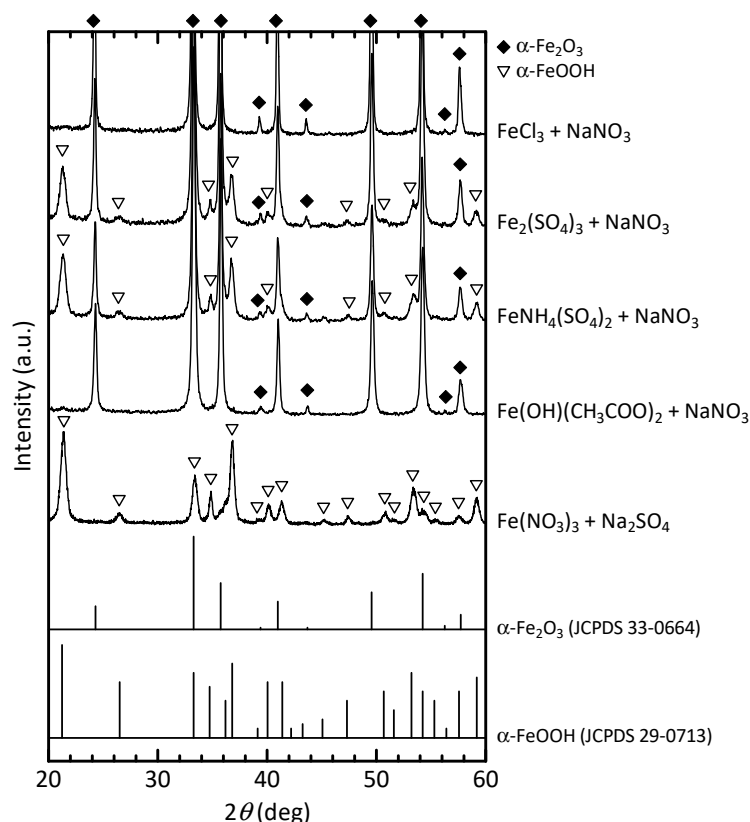 ◆ α-Fe₂O₃
▽ α-FeOOH
FeCl₃ + NaNO₃
Fe₂(SO₄)₃ + NaNO₃
FeNH₄(SO₄)₂ + NaNO₃
Fe(OH)(CH₃COO)₂ + NaNO₃
Fe(NO₃)₃ + Na₂SO₄
α-Fe₂O₃ (JCPDS 33-0664)
α-FeOOH (JCPDS 29-0713)
Intensity (a.u.)
20 30 40 50 60
2θ (deg)